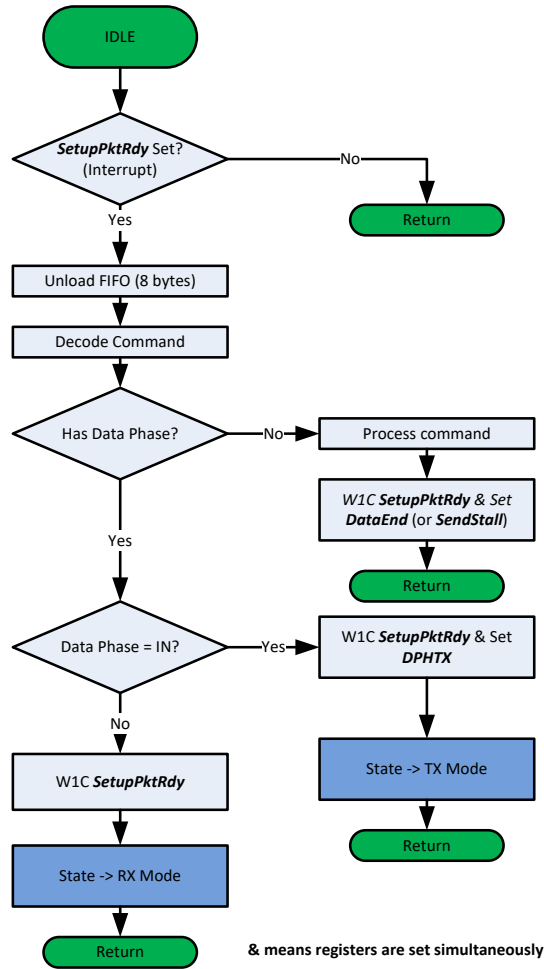 IDLE
SetupPktRdy Set?
(Interrupt)
No
Return
Yes
Unload FIFO (8 bytes)
Decode Command
Has Data Phase?
No
Process command
W1C SetupPktRdy & Set
DataEnd (or SendStall)
Return
Yes
Data Phase = IN?
Yes
W1C SetupPktRdy & Set
DPHTX
No
W1C SetupPktRdy
State -> TX Mode
Return
State -> RX Mode
Return
& means registers are set simultaneously